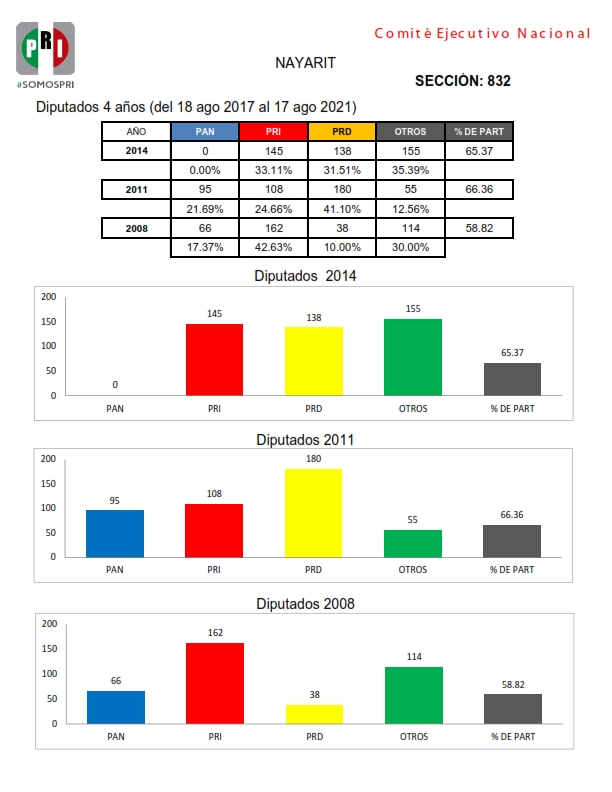 PRI
#SOMOSPRI
Comité Ejecutivo Nacional
NAYARIT
SECCIÓN: 832
Diputados 4 años (del 18 ago 2017 al 17 ago 2021)
AÑO PAN PRI PRD OTROS % DE PART
2014 0 145 138 155 65.37
0.00% 33.11% 31.51% 35.39%
2011 95 108 180 55 66.36
21.69% 24.66% 41.10% 12.56%
2008 66 162 38 114 58.82
17.37% 42.63% 10.00% 30.00%
Diputados 2014
200
150
100
50
0
0 145 138 155 65.37
PAN PRI PRD OTROS % DE PART
Diputados 2011
200
150
100
50
0
95 108 180 55 66.36
PAN PRI PRD OTROS % DE PART
Diputados 2008
200
150
100
50
0
66 162 38 114 58.82
PAN PRI PRD OTROS % DE PART